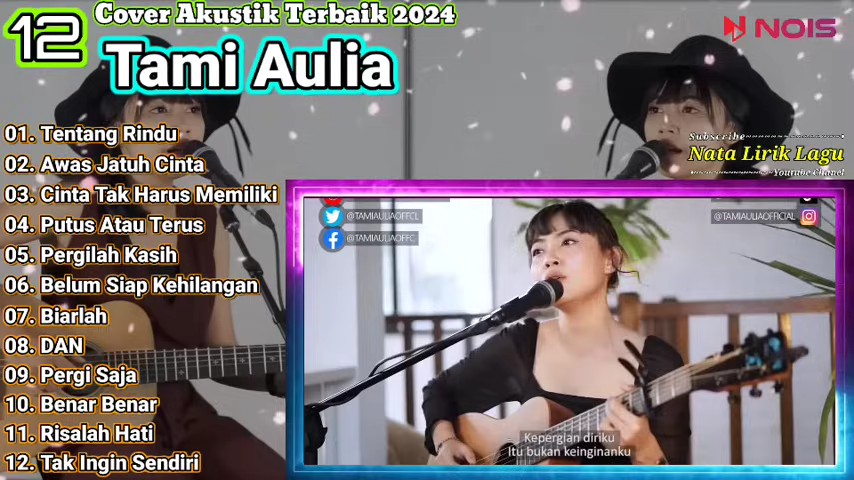 12
Cover Akustik Terbaik 2024
Tami Aulia
NOIS
Subscribe
Nata Lirik Lagu
Youtube Chanel
01. Tentang Rindu
02. Awas Jatuh Cinta
03. Cinta Tak Harus Memiliki
04. Putus Atau Terus
05. Pergilah Kasih
06. Belum Siap Kehilangan
07. Biarlah
08. DAN
09. Pergi Saja
10. Benar Benar
11. Risalah Hati
12. Tak Ingin Sendiri
@TAMIAULIAOFFCL
@TAMIAULIAOFFC
@TAMIAULIAOFFICIAL
Kepergian diriku
Itu bukan keinginanku